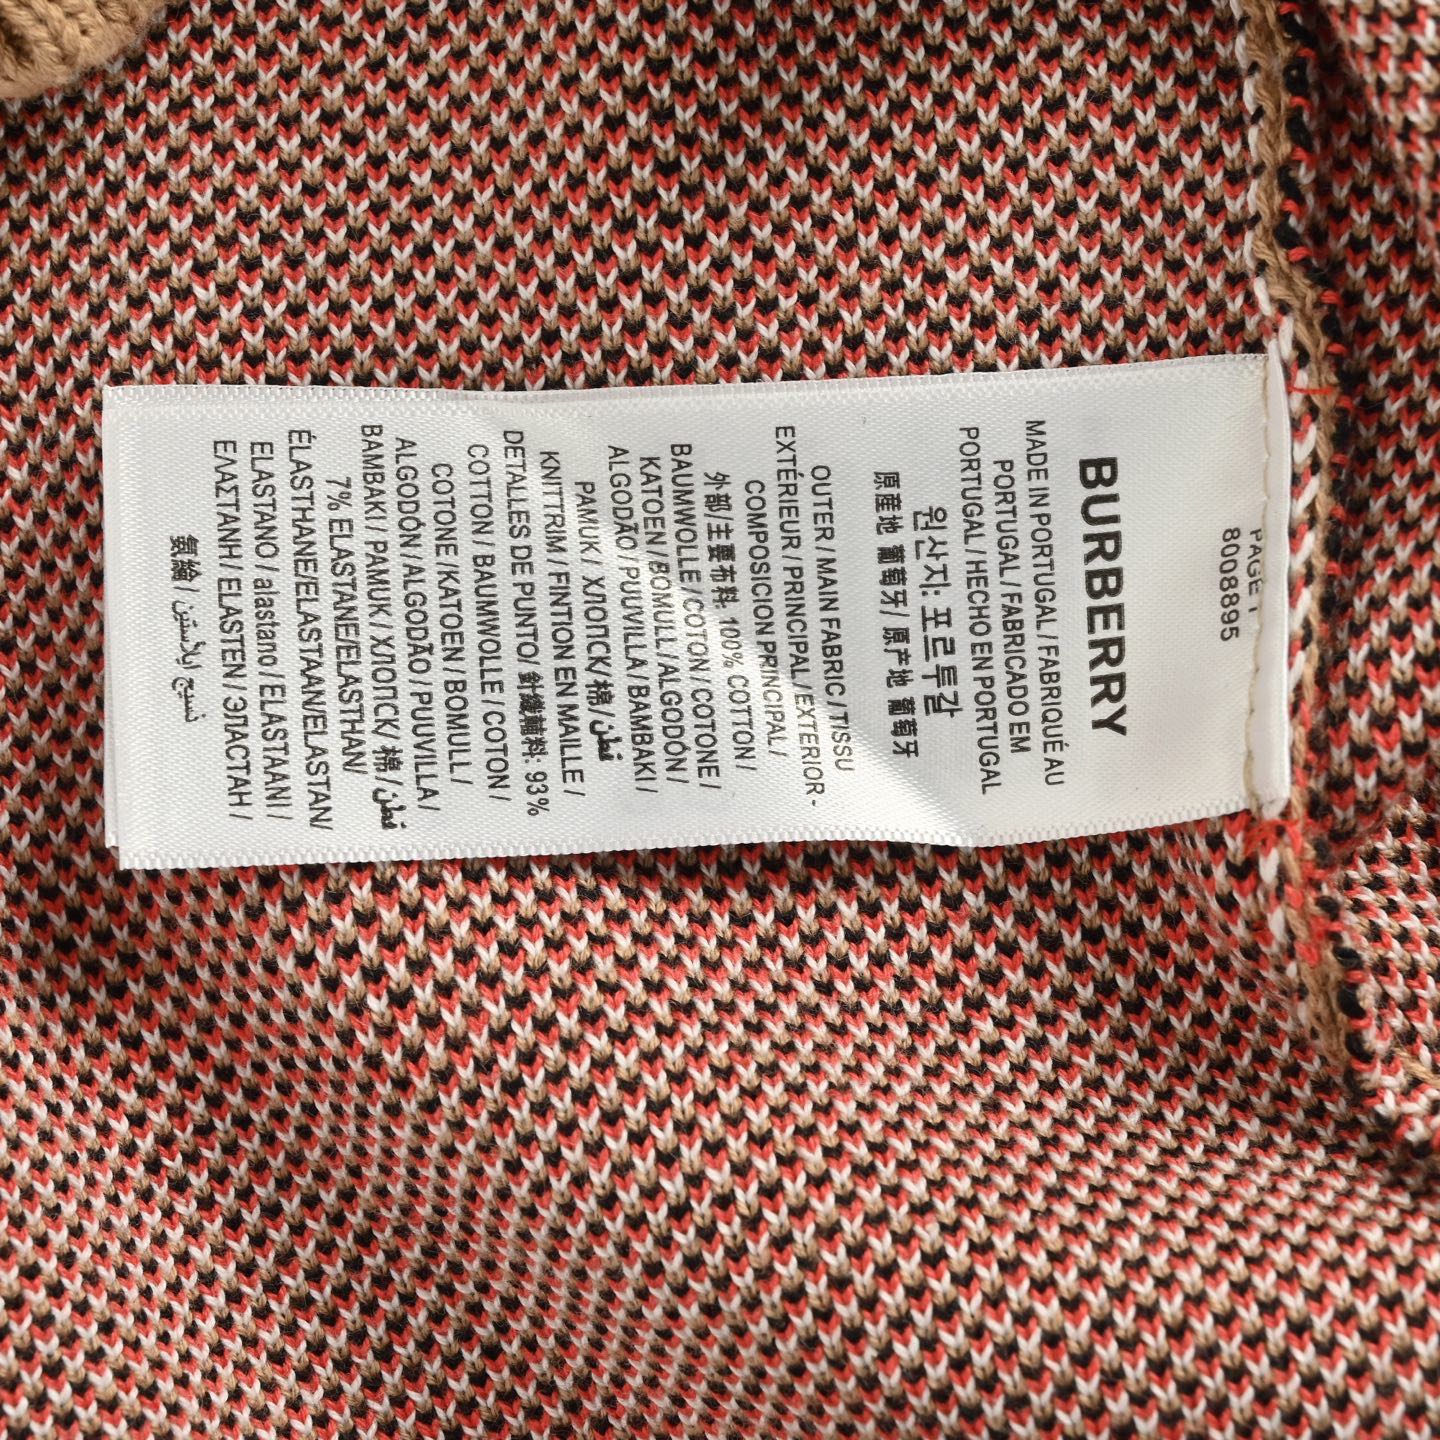 PAGE 1
8008895
BURBERRY
MADE IN PORTUGAL / FABRIQUÉ AU
PORTUGAL / FABRICADO EM
PORTUGAL / HECHO EN PORTUGAL
원산지: 포르투갈
原産地 葡萄牙 / 原产地 葡萄牙
OUTER / MAIN FABRIC / TISSU
EXTÉRIEUR / PRINCIPAL / EXTERIOR -
COMPOSICION PRINCIPAL /
外部/主要布料: 100% COTTON /
BAUMWOLLE / COTON / COTONE /
KATOEN / BOMULL / ALGODÓN /
ALGODÃO / PUUVILLA / BAMBAKI /
PAMUK / ХЛОПСК/ 棉 / قطن
KNITTRIM / FINTION EN MAILLE /
DETALLES DE PUNTO/ 針織輔料: 93%
COTTON / BAUMWOLLE / COTON /
COTONE / KATOEN / BOMULL /
ALGODÓN / ALGODÃO / PUUVILLA /
BAMBAKI / PAMUK / ХЛОПСК/ 棉 / قطن
7% ELASTANE/ELASTHAN/
ÉLASTHANE/ELASTAAN/ELASTAN/
ELASTANO / alastano / ELASTAANI /
ΕΛΑΣΤΑΝΗ / ELASTEN / ЭЛАСТАН /
氨綸 / نسيج ايلاستين